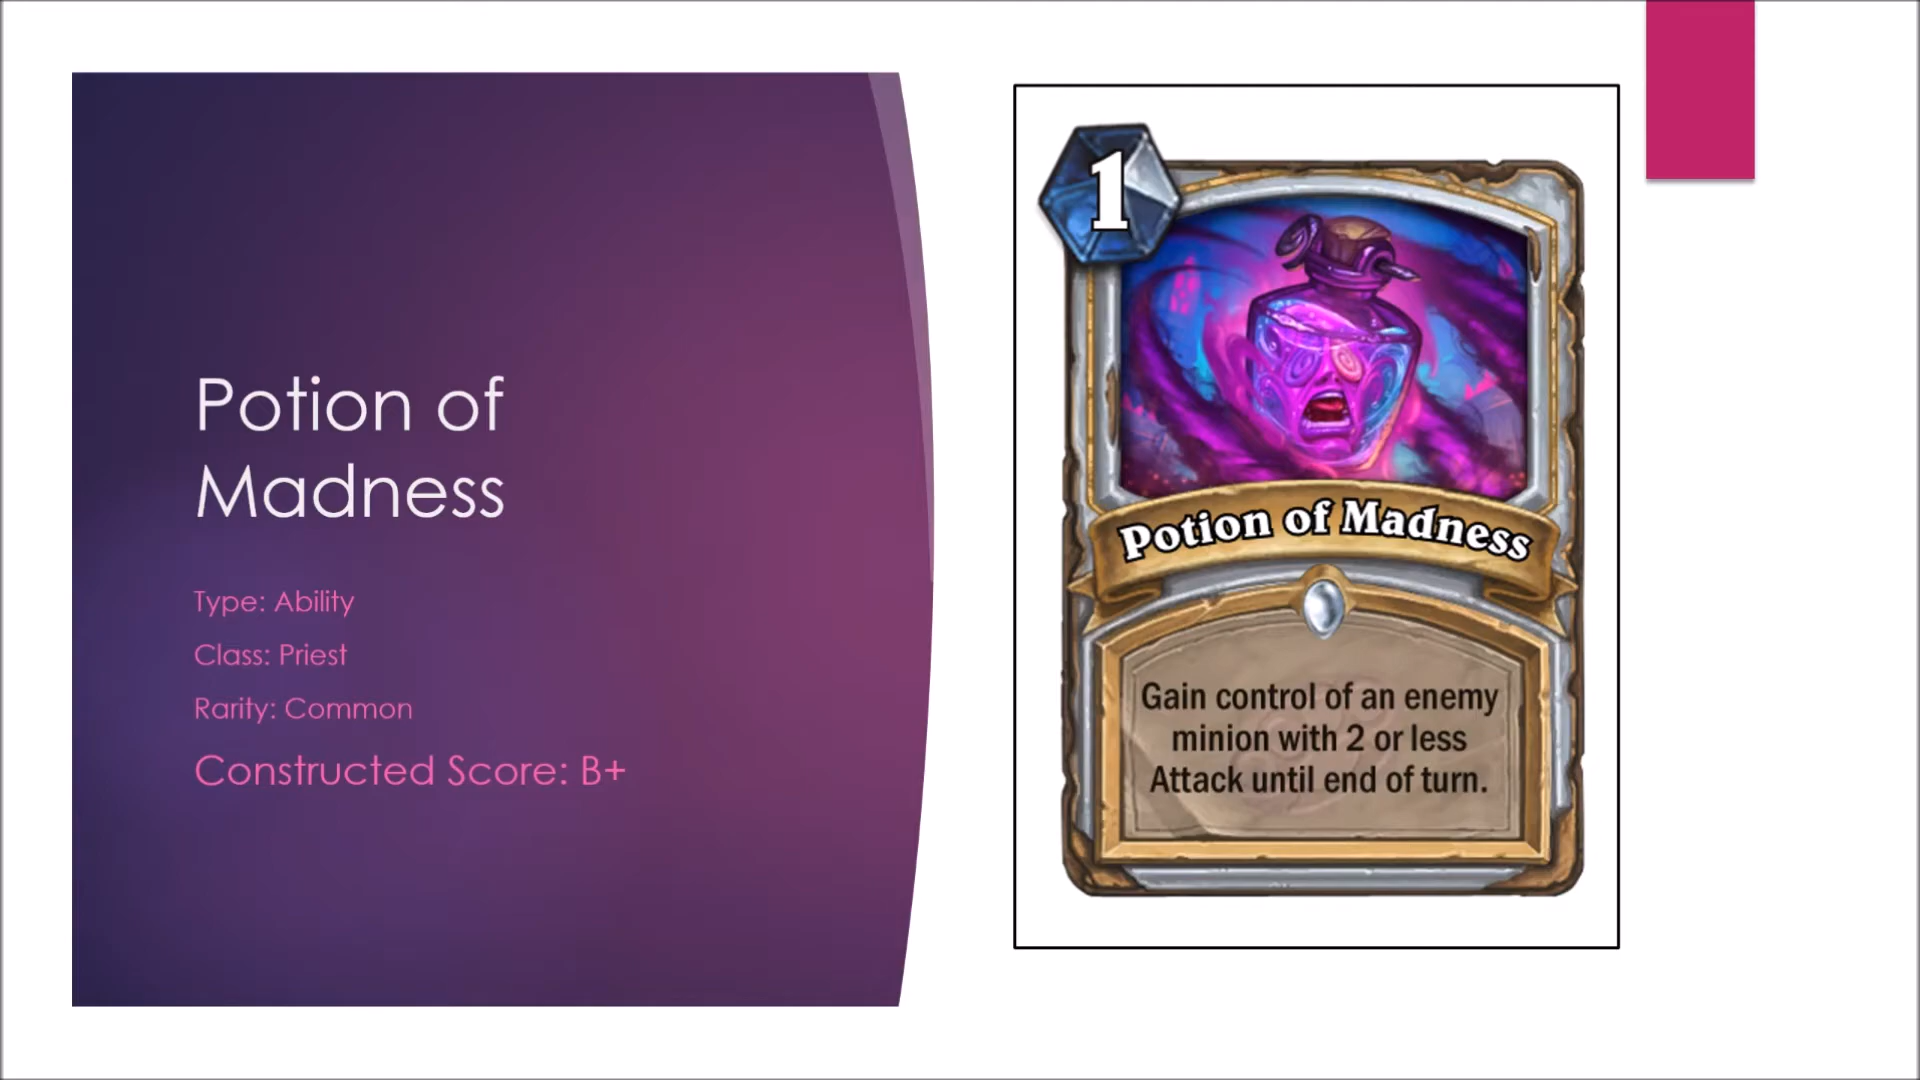 Potion of
Madness
Type: Ability
Class: Priest
Rarity: Common
Constructed Score: B+
1
Potion of Madness
Gain control of an enemy
minion with 2 or less
Attack until end of turn.